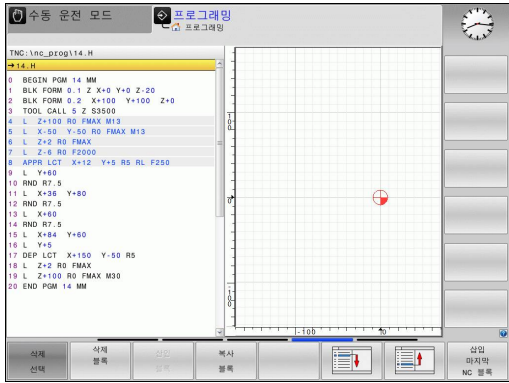 수동 운전 모드
프로그래밍
프로그래밍
TNC:\nc_prog\14.H
→14.H
0 BEGIN PGM 14 MM
1 BLK FORM 0.1 Z X+0 Y+0 Z-20
2 BLK FORM 0.2 X+100 Y+100 Z+0
3 TOOL CALL 5 Z S3500
4 L Z+100 R0 FMAX M13
5 L X-50 Y-50 R0 FMAX M13
6 L Z+2 R0 FMAX
7 L Z-6 R0 F2000
8 APPR LCT X+12 Y+5 R5 RL F250
9 L Y+60
10 RND R7.5
11 L X+36 Y+80
12 RND R7.5
13 L X+60
14 RND R7.5
15 L X+84 Y+60
16 L Y+5
17 DEP LCT X+150 Y-50 R5
18 L Z+2 R0 FMAX
19 L Z+100 R0 FMAX M30
20 END PGM 14 MM
100
0
-100
-100
0
삭제
선택
삭제
블록
삽입
블록
복사
블록
삽입
마지막
NC 블록